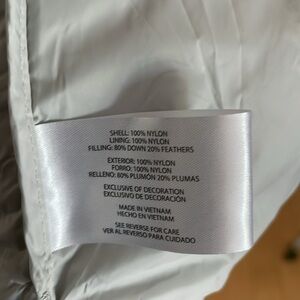 SHELL: 100% NYLON
LINING: 100% NYLON
FILLING: 80% DOWN 20% FEATHERS
EXTERIOR: 100% NYLON
FORRO: 100% NYLON
RELLENO: 80% PLUMÓN 20% PLUMAS
EXCLUSIVE OF DECORATION
EXCLUSIVO DE DECORACIÓN
MADE IN VIETNAM
HECHO EN VIETNAM
SEE REVERSE FOR CARE
VER AL REVERSO PARA CUIDADO